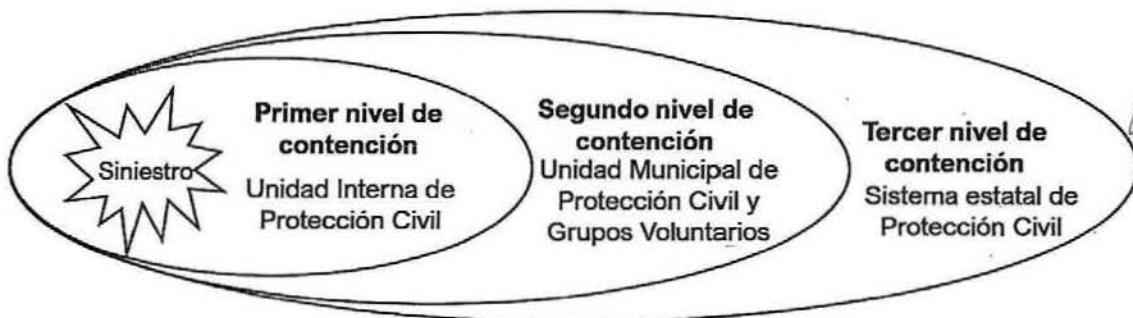 Siniestro
Primer nivel de
contención
Unidad Interna de
Protección Civil
Segundo nivel de
contención
Unidad Municipal de
Protección Civil y
Grupos Voluntarios
Tercer nivel de
contención
Sistema estatal de
Protección Civil